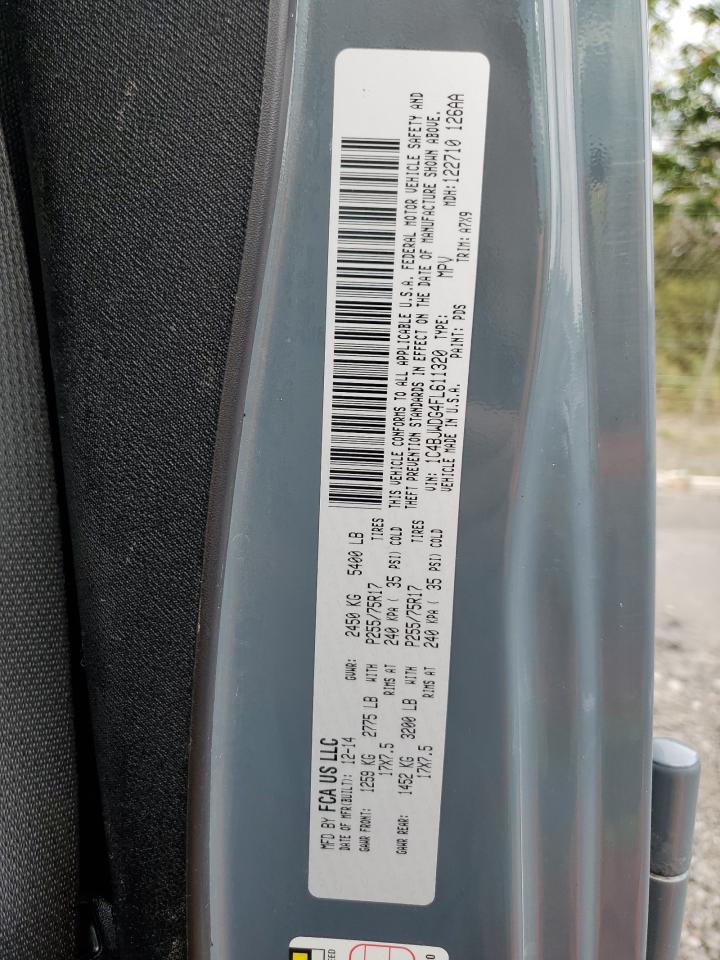 MFD BY FCA US LLC
DATE OF MFR(BUILT): 12-14 GVWR: 2450 KG 5400 LB
GAWR FRONT: 1259 KG 2775 LB WITH P255/75R17 TIRES
17X7.5 RIMS AT 240 KPA ( 35 PSI) COLD
GAWR REAR: 1452 KG 3200 LB WITH P255/75R17 TIRES
17X7.5 RIMS AT 240 KPA ( 35 PSI) COLD
THIS VEHICLE CONFORMS TO ALL APPLICABLE U.S.A. FEDERAL MOTOR VEHICLE SAFETY AND
THEFT PREVENTION STANDARDS IN EFFECT ON THE DATE OF MANUFACTURE SHOWN ABOVE.
VIN: 1C4BJWDG4FL611320 TYPE: MPV MDH: 122710 126AA
VEHICLE MADE IN U.S.A. PAINT: PDS TRIM: A7X9